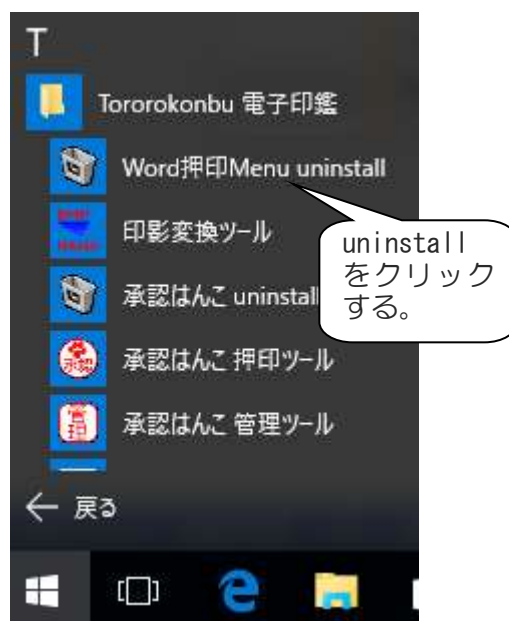 T
Tororokonbu 電子印鑑
Word押印Menu uninstall
印影変換ツール
uninstall
をクリック
する。
承認はんこ uninstall
承認はんこ 押印ツール
承認はんこ 管理ツール
← 戻る